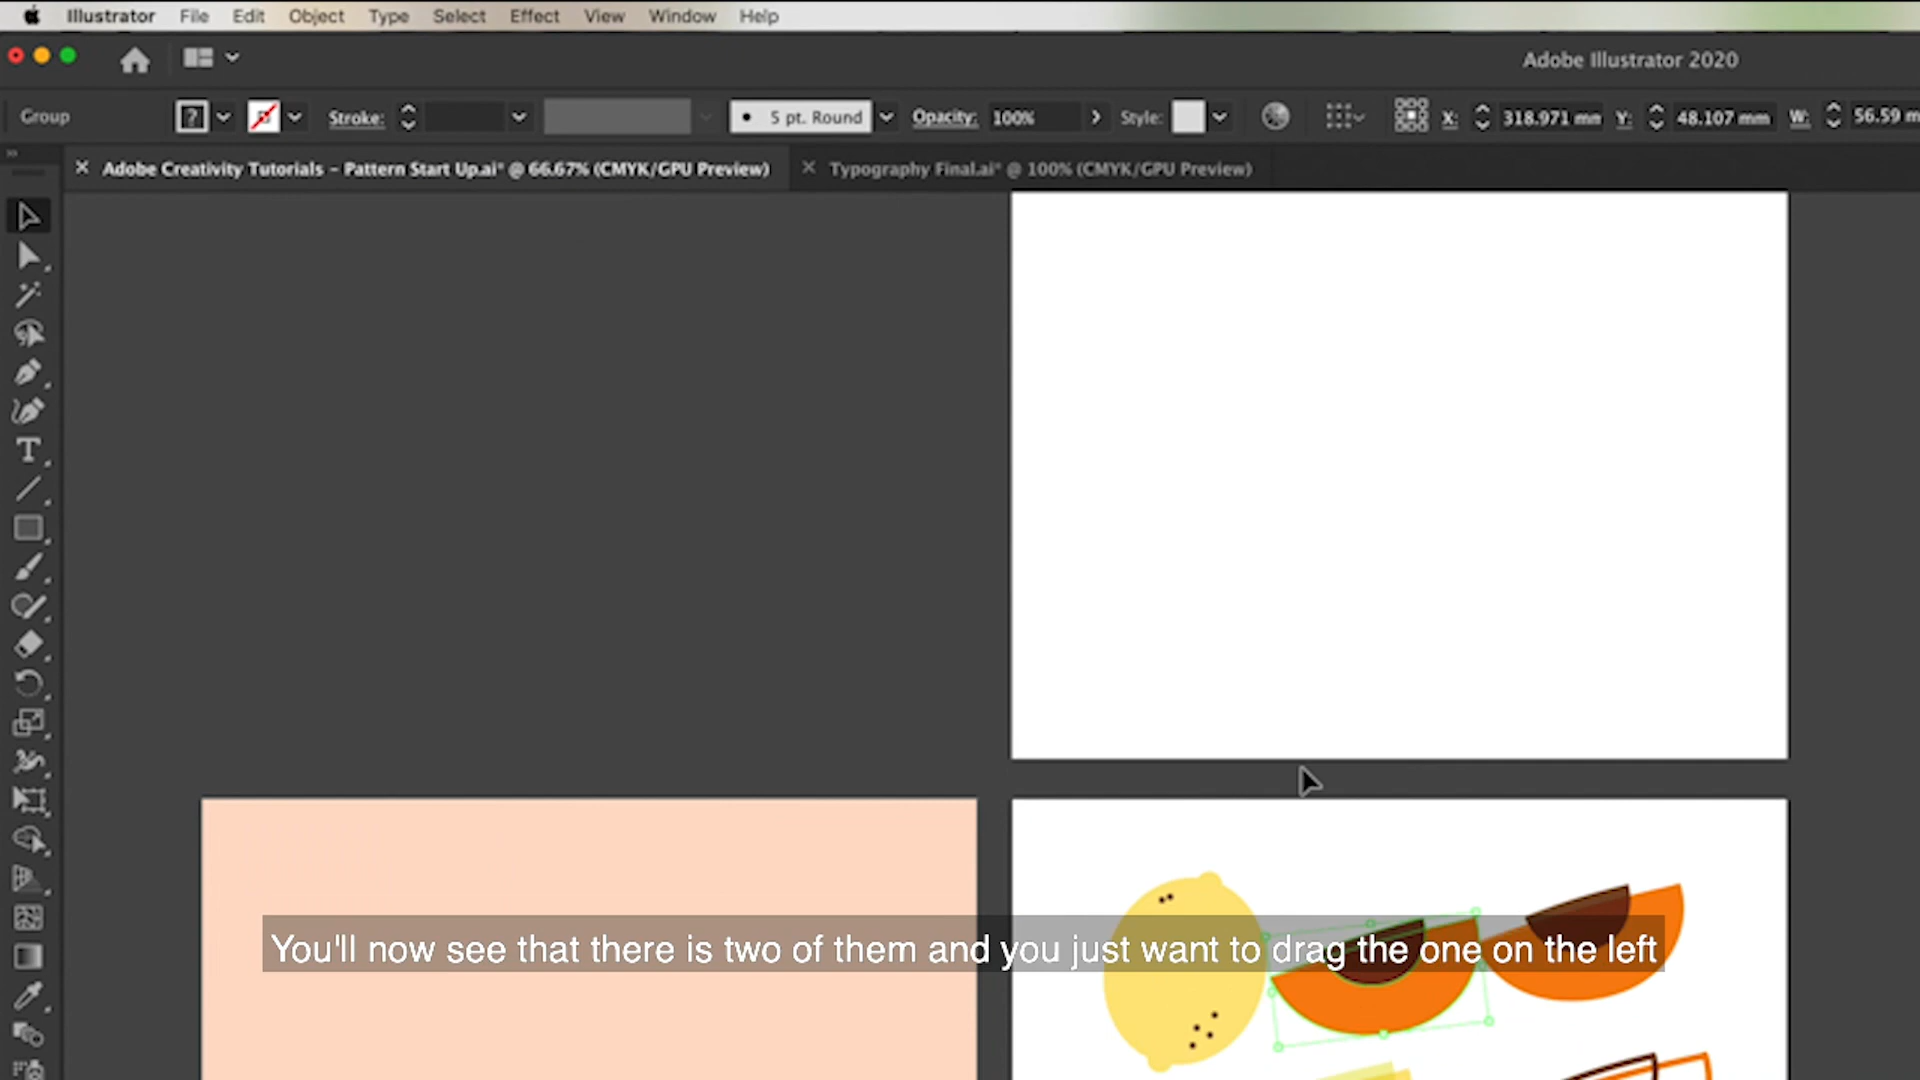 Illustrator File Edit Object Type Select Effect View Window Help
Adobe Illustrator 2020
Group ? Stroke: 5 pt. Round Opacity: 100% Style: X: 318.971 mm Y: 48.107 mm W: 56.59 m
Adobe Creativity Tutorials – Pattern Start Up.ai* @ 66.67% (CMYK/GPU Preview) Typography Final.ai* @ 100% (CMYK/GPU Preview)
You'll now see that there is two of them and you just want to drag the one on the left